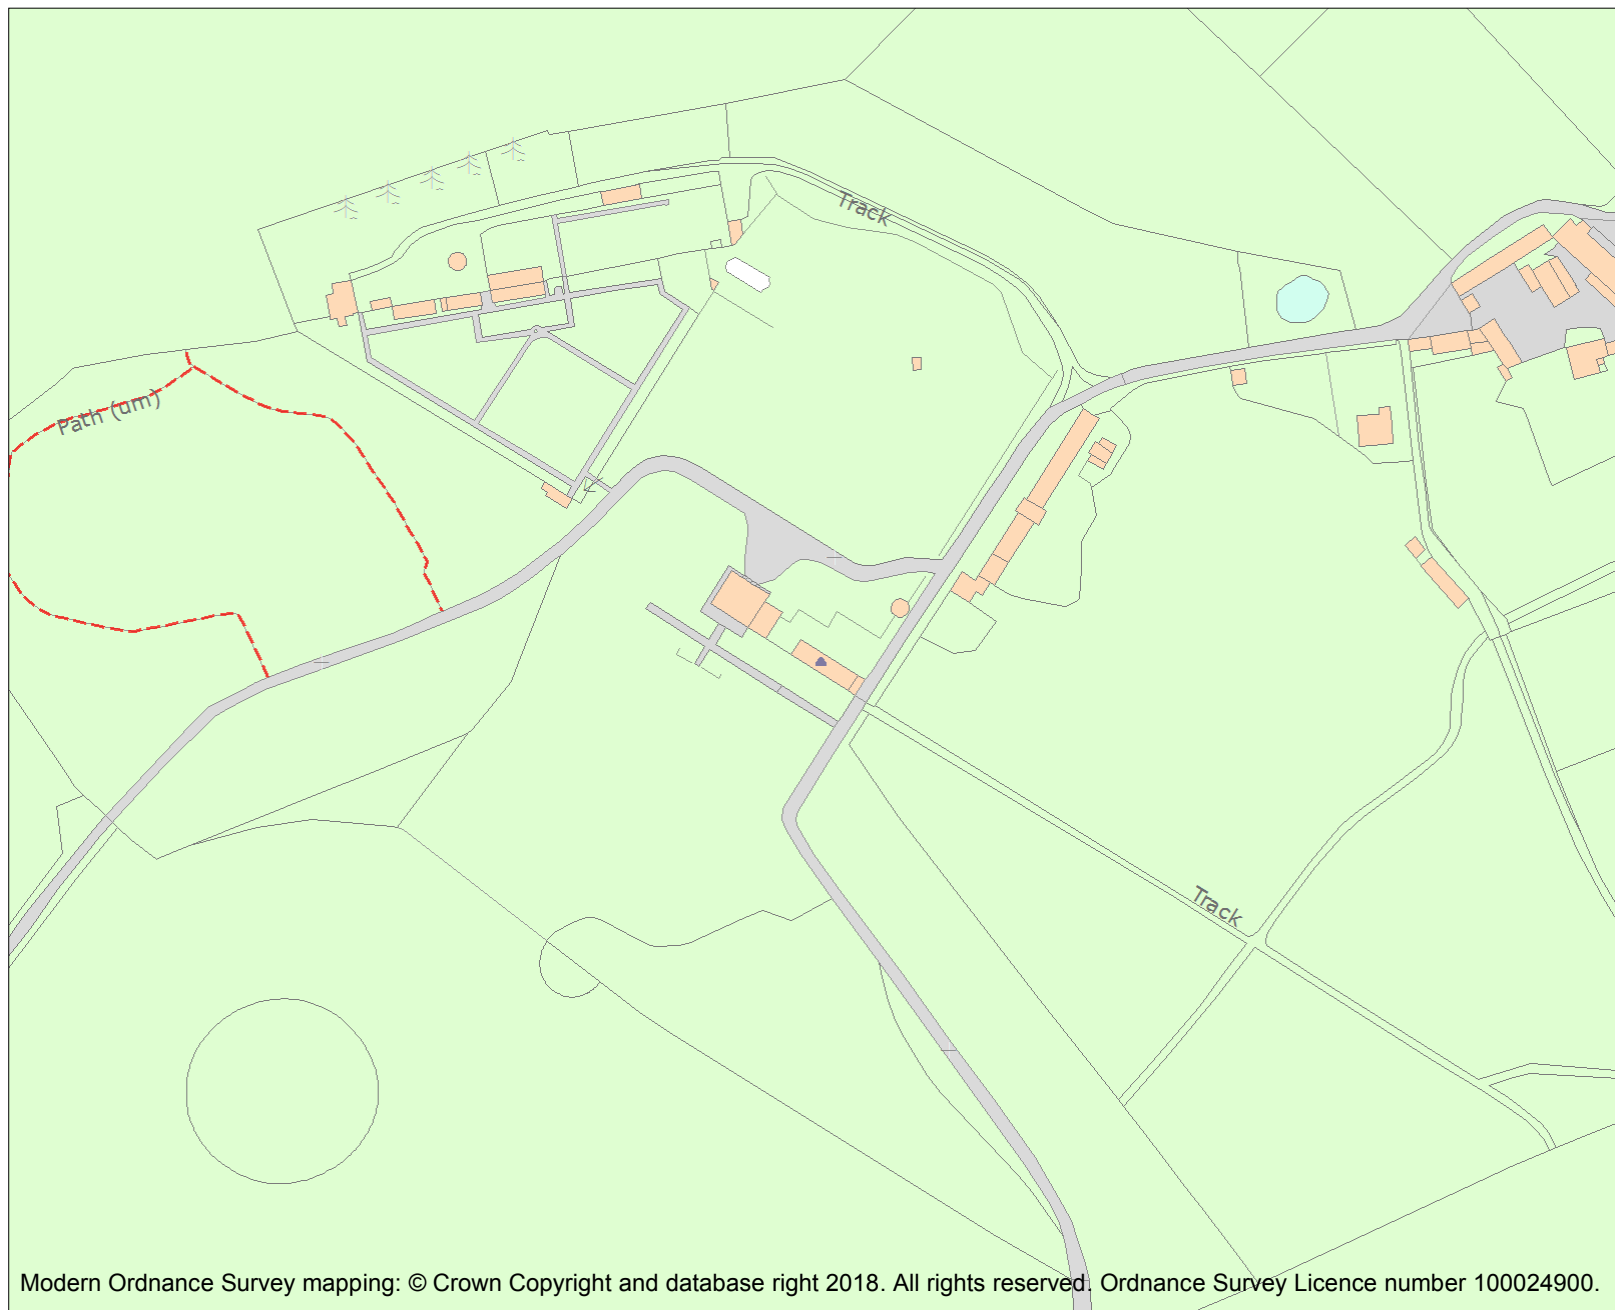 Track
Path (um)
Track
Modern Ordnance Survey mapping: © Crown Copyright and database right 2018. All rights reserved. Ordnance Survey Licence number 100024900.